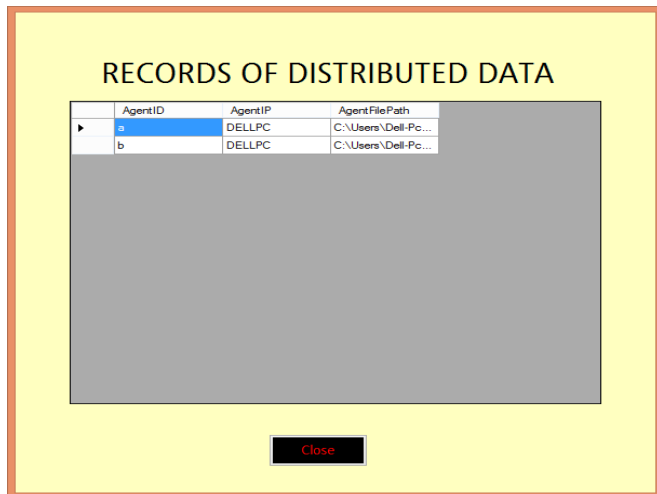 RECORDS OF DISTRIBUTED DATA
AgentID AgentIP AgentFilePath
a DELLPC C:\Users\Dell-Pc...
b DELLPC C:\Users\Dell-Pc...
Close